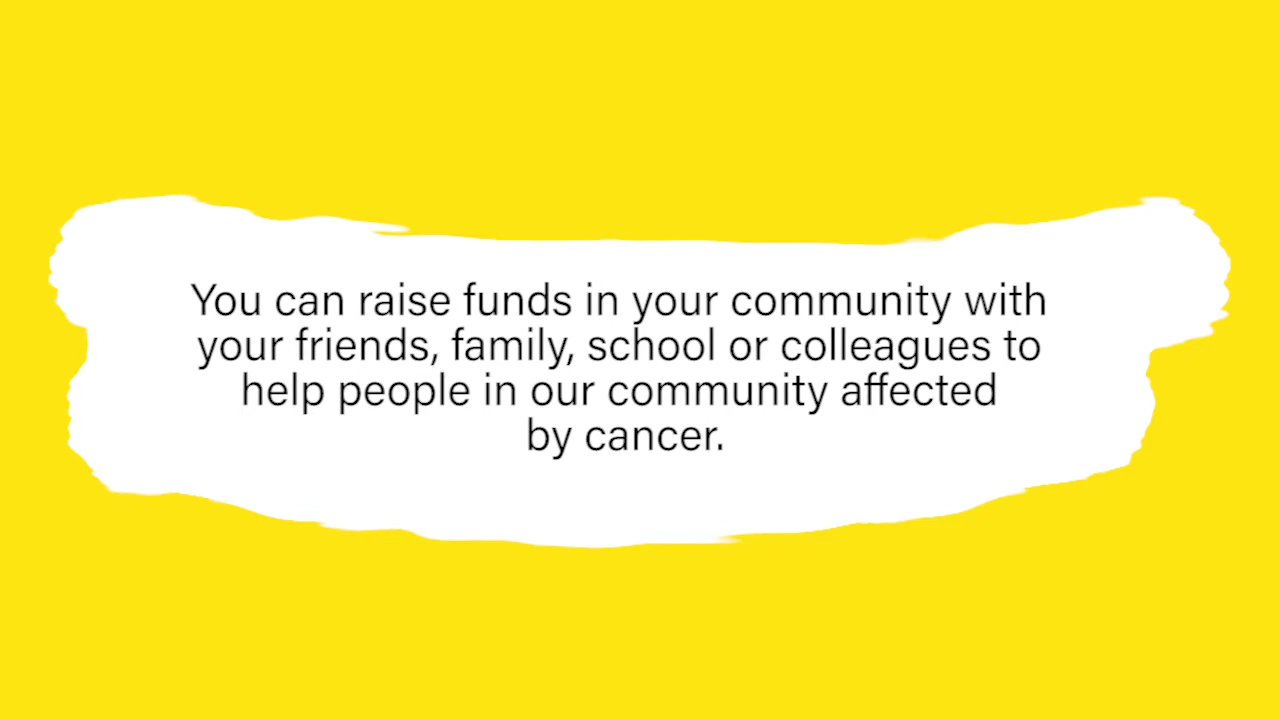 You can raise funds in your community with
your friends, family, school or colleagues to
help people in our community affected
by cancer.